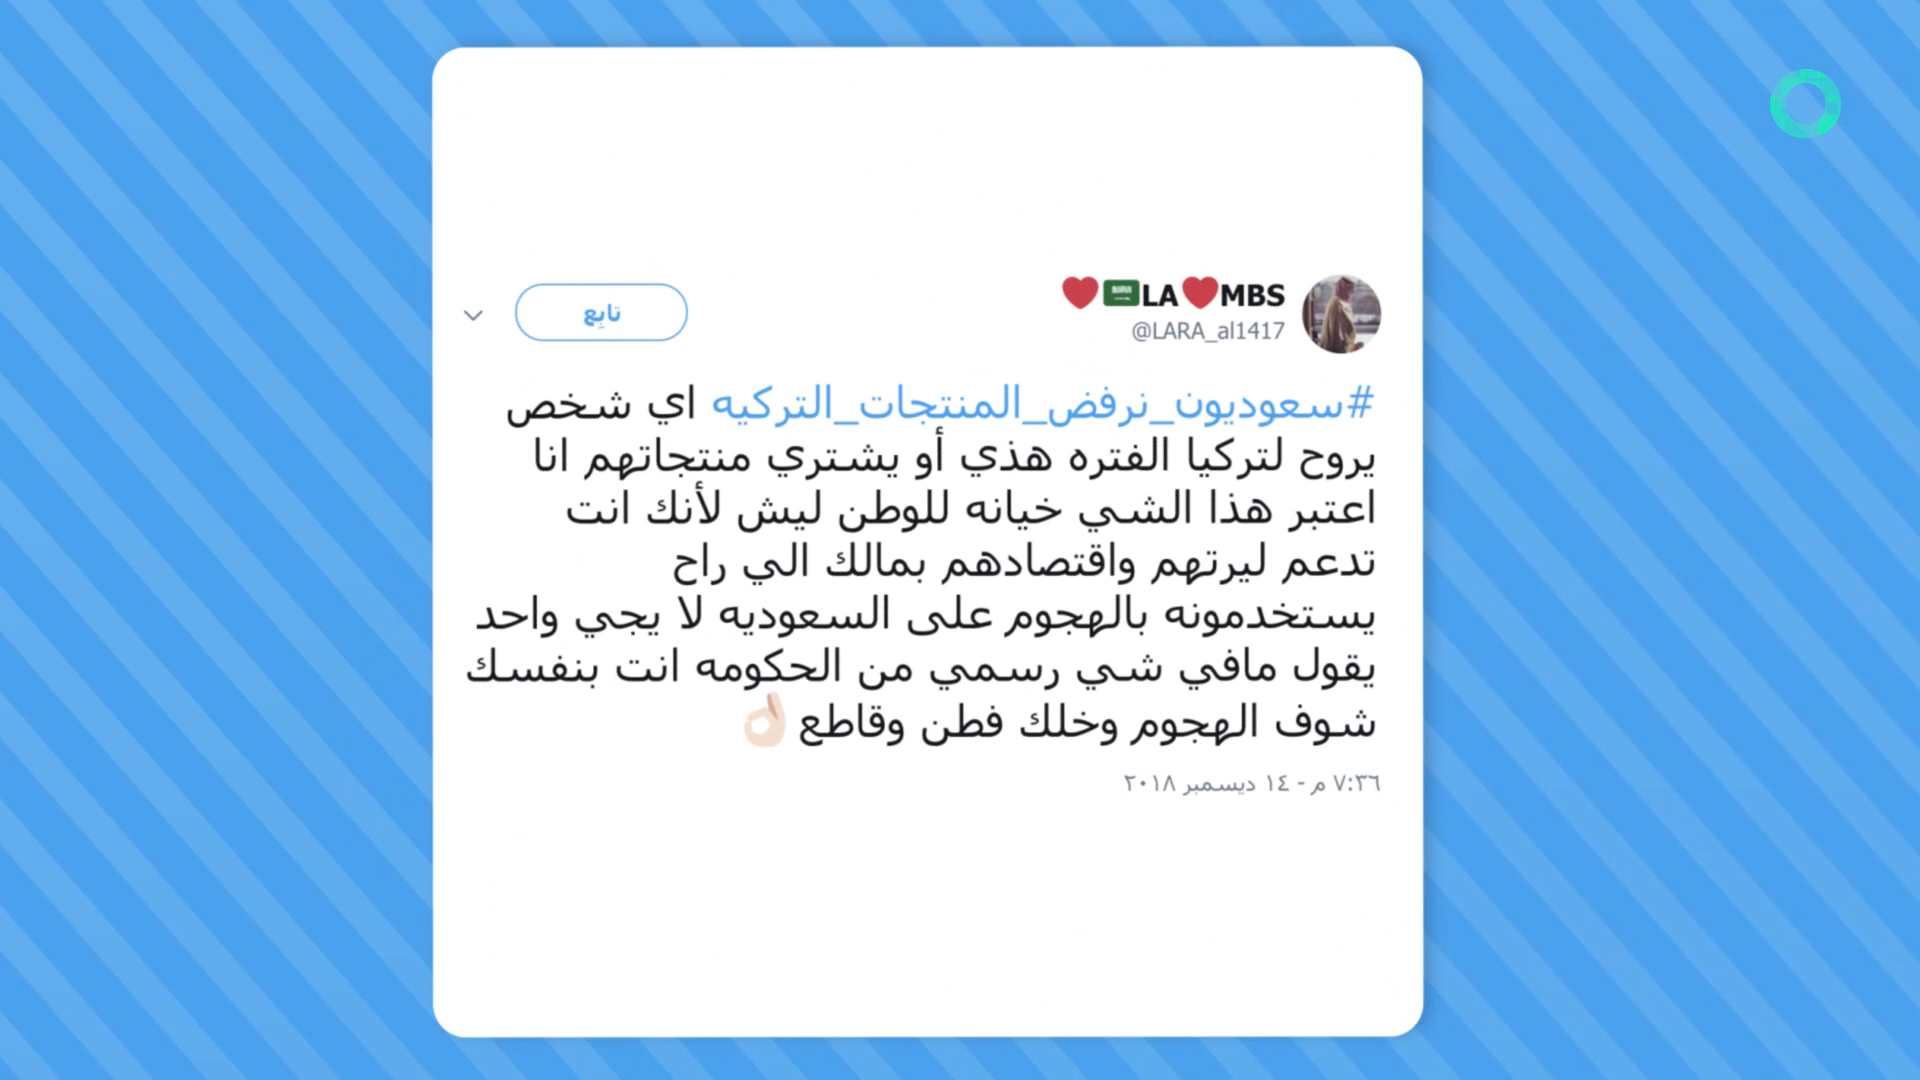 LA❤️MBS🇸🇦❤️
@LARA_al1417
تابِع
#سعوديون_نرفض_المنتجات_التركيه اي شخص
يروح لتركيا الفتره هذي أو يشتري منتجاتهم انا
اعتبر هذا الشي خيانه للوطن ليش لأنك انت
تدعم ليرتهم واقتصادهم بمالك الي راح
يستخدمونه بالهجوم على السعوديه لا يجي واحد
يقول مافي شي رسمي من الحكومه انت بنفسك
شوف الهجوم وخلك فطن وقاطع👌🏻
٧:٣٦ م - ١٤ ديسمبر ٢٠١٨